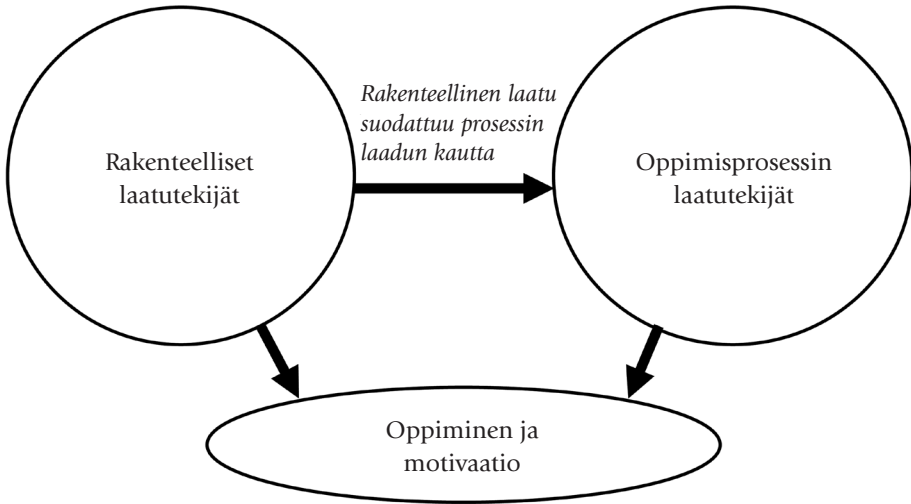 Rakenteelliset
laatutekijät
Rakenteellinen laatu
suodattuu prosessin
laadun kautta
Oppimisprosessin
laatutekijät
Oppiminen ja
motivaatio